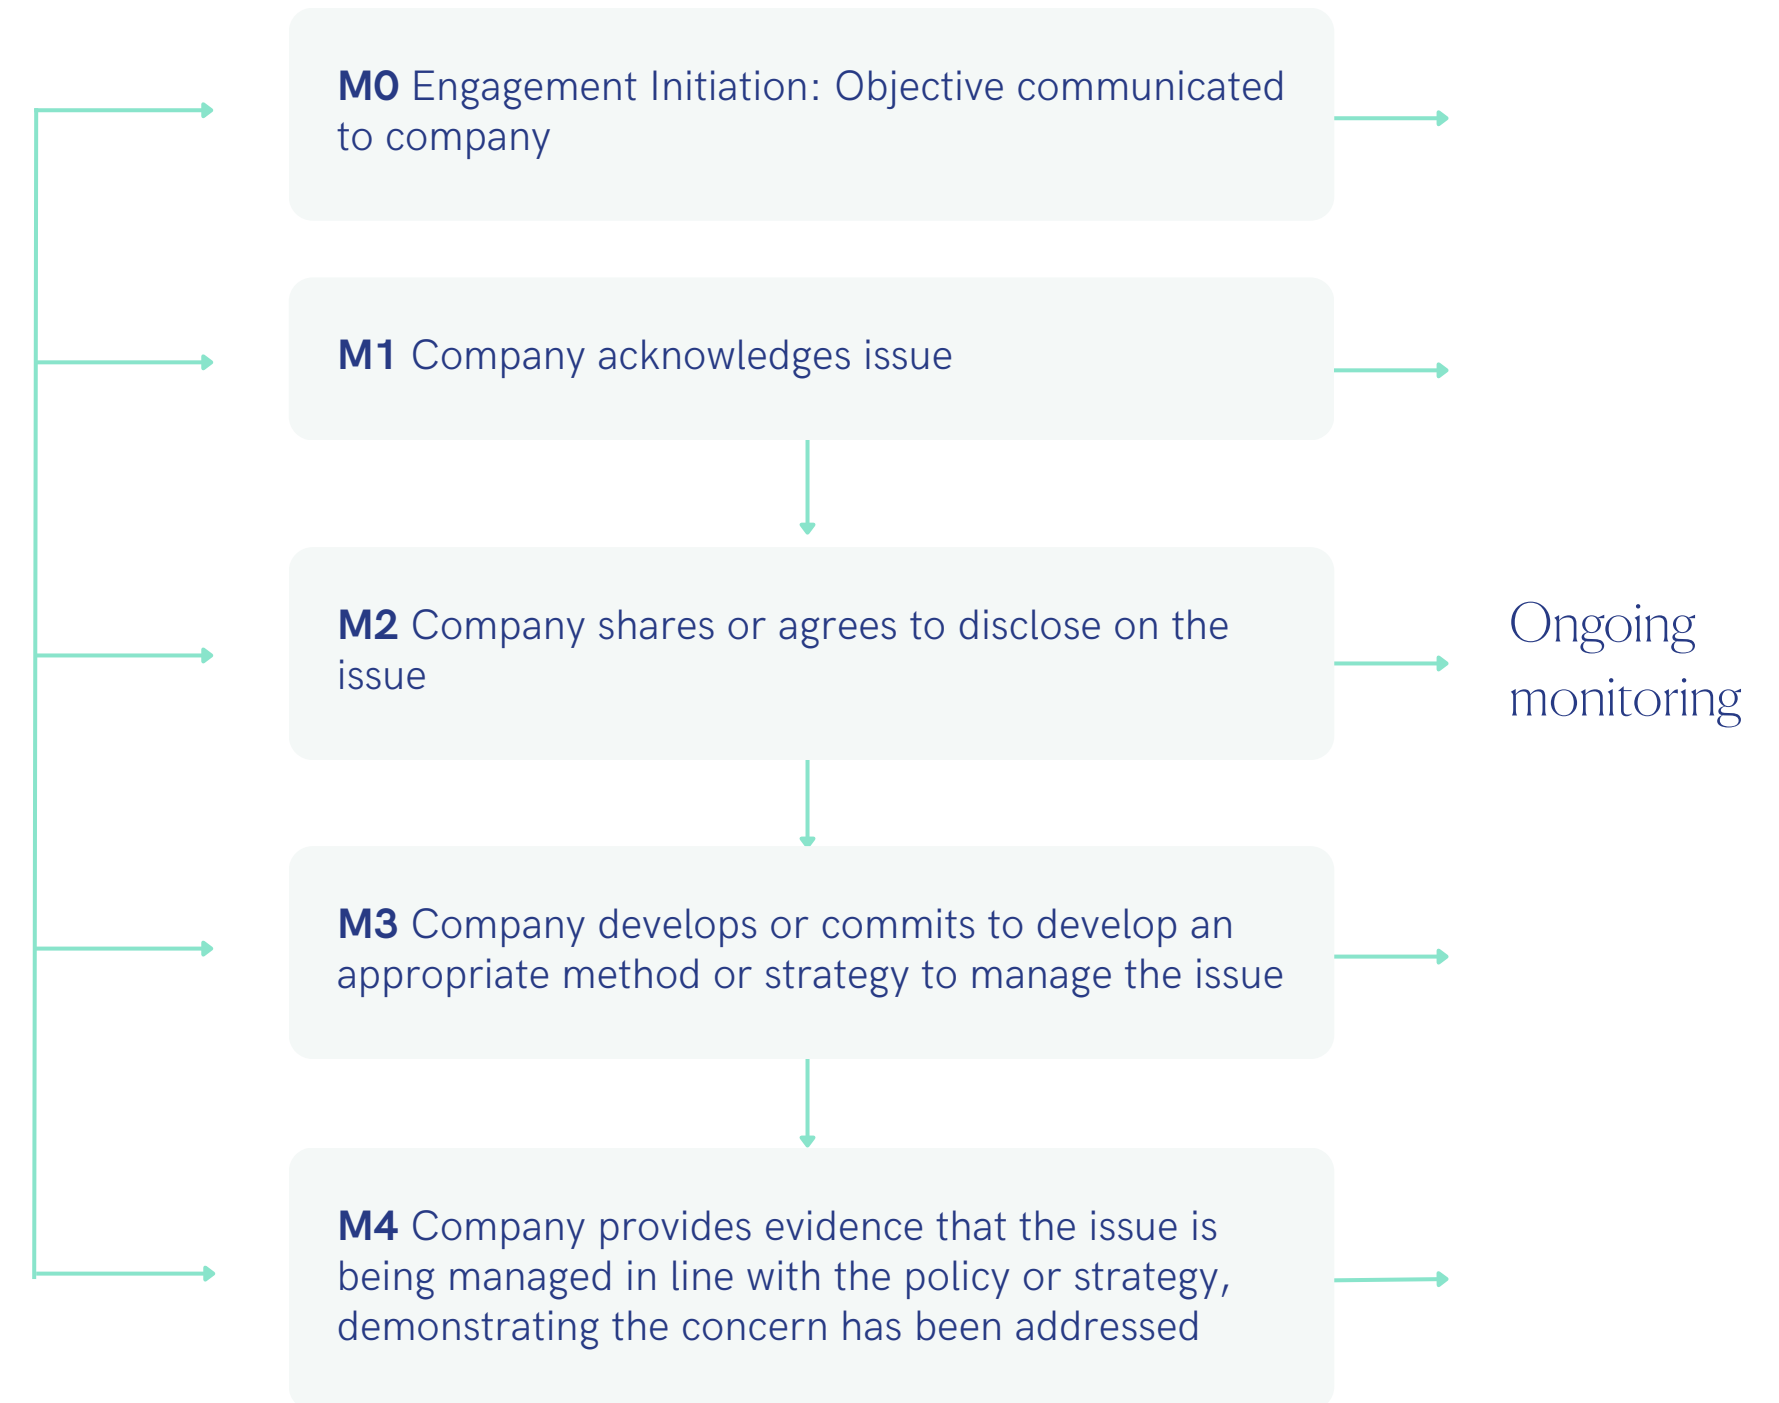 M0 Engagement Initiation: Objective communicated
to company
M1 Company acknowledges issue
M2 Company shares or agrees to disclose on the
issue
Ongoing
monitoring
M3 Company develops or commits to develop an
appropriate method or strategy to manage the issue
M4 Company provides evidence that the issue is
being managed in line with the policy or strategy,
demonstrating the concern has been addressed